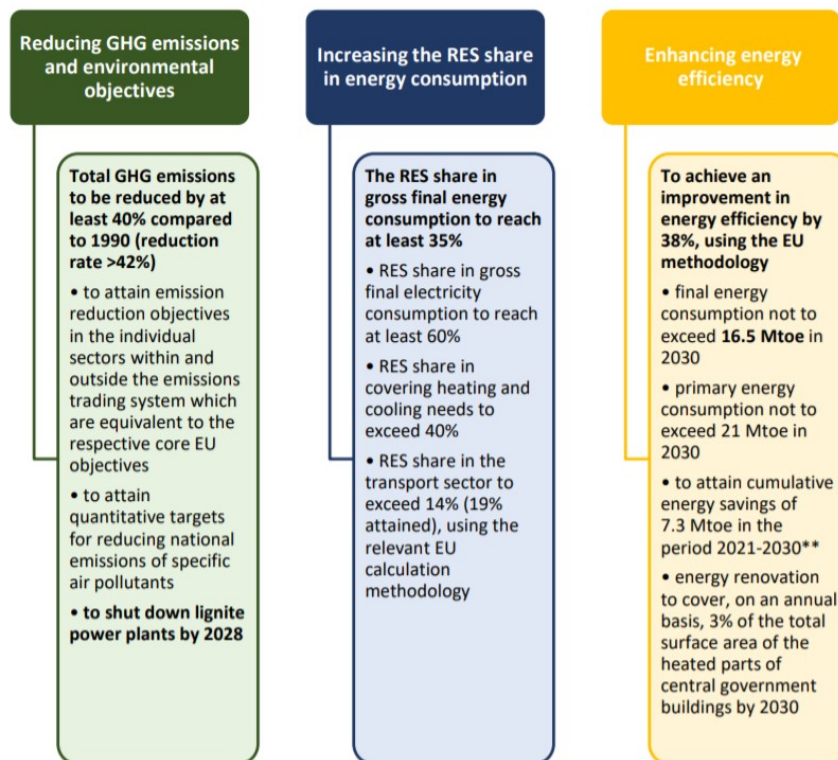 Reducing GHG emissions
and environmental
objectives
Total GHG emissions
to be reduced by at
least 40% compared
to 1990 (reduction
rate >42%)
• to attain emission
reduction objectives
in the individual
sectors within and
outside the emissions
trading system which
are equivalent to the
respective core EU
objectives
• to attain
quantitative targets
for reducing national
emissions of specific
air pollutants
• to shut down lignite
power plants by 2028
Increasing the RES share
in energy consumption
The RES share in
gross final energy
consumption to reach
at least 35%
• RES share in gross
final electricity
consumption to reach
at least 60%
• RES share in
covering heating and
cooling needs to
exceed 40%
• RES share in the
transport sector to
exceed 14% (19%
attained), using the
relevant EU
calculation
methodology
Enhancing energy
efficiency
To achieve an
improvement in
energy efficiency by
38%, using the EU
methodology
• final energy
consumption not to
exceed 16.5 Mtoe in
2030
• primary energy
consumption not to
exceed 21 Mtoe in
2030
• to attain cumulative
energy savings of
7.3 Mtoe in the
period 2021-2030**
• energy renovation
to cover, on an annual
basis, 3% of the total
surface area of the
heated parts of
central government
buildings by 2030